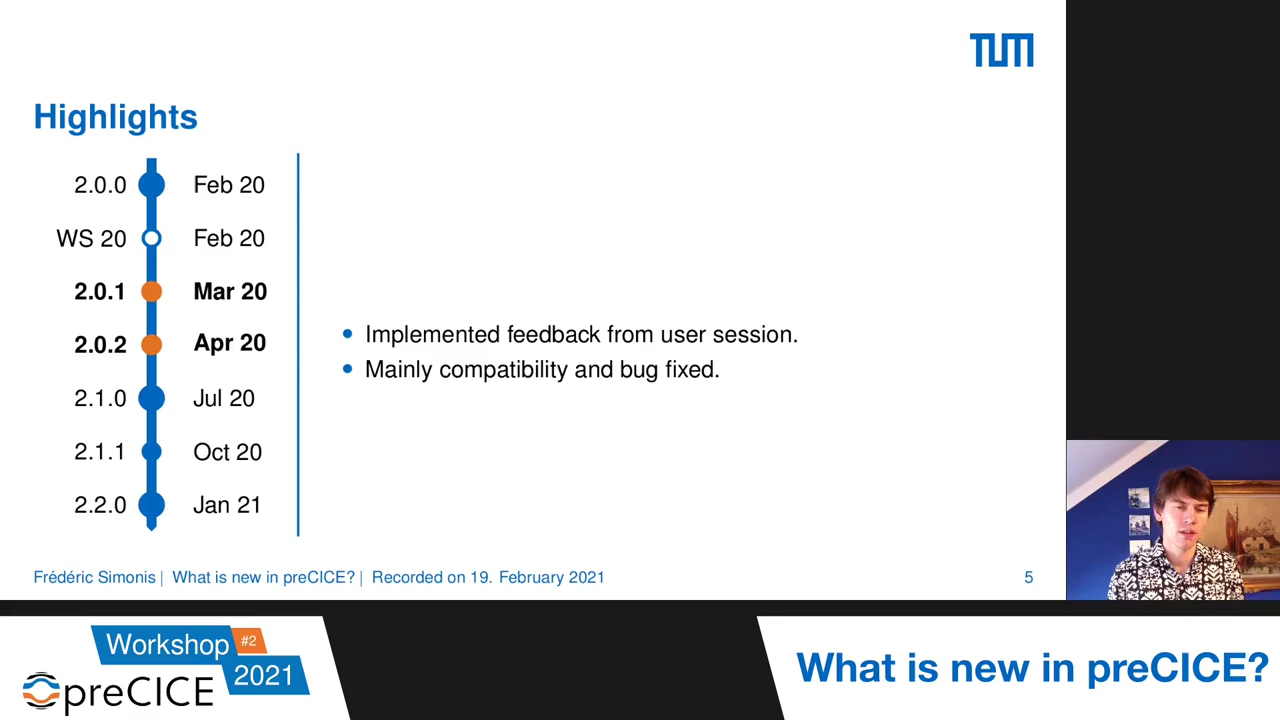 TUM
Highlights
2.0.0 Feb 20
WS 20 Feb 20
2.0.1 Mar 20
2.0.2 Apr 20
2.1.0 Jul 20
2.1.1 Oct 20
2.2.0 Jan 21
• Implemented feedback from user session.
• Mainly compatibility and bug fixed.
Frédéric Simonis | What is new in preCICE? | Recorded on 19. February 2021 5
Workshop #2
2021
preCICE
What is new in preCICE?